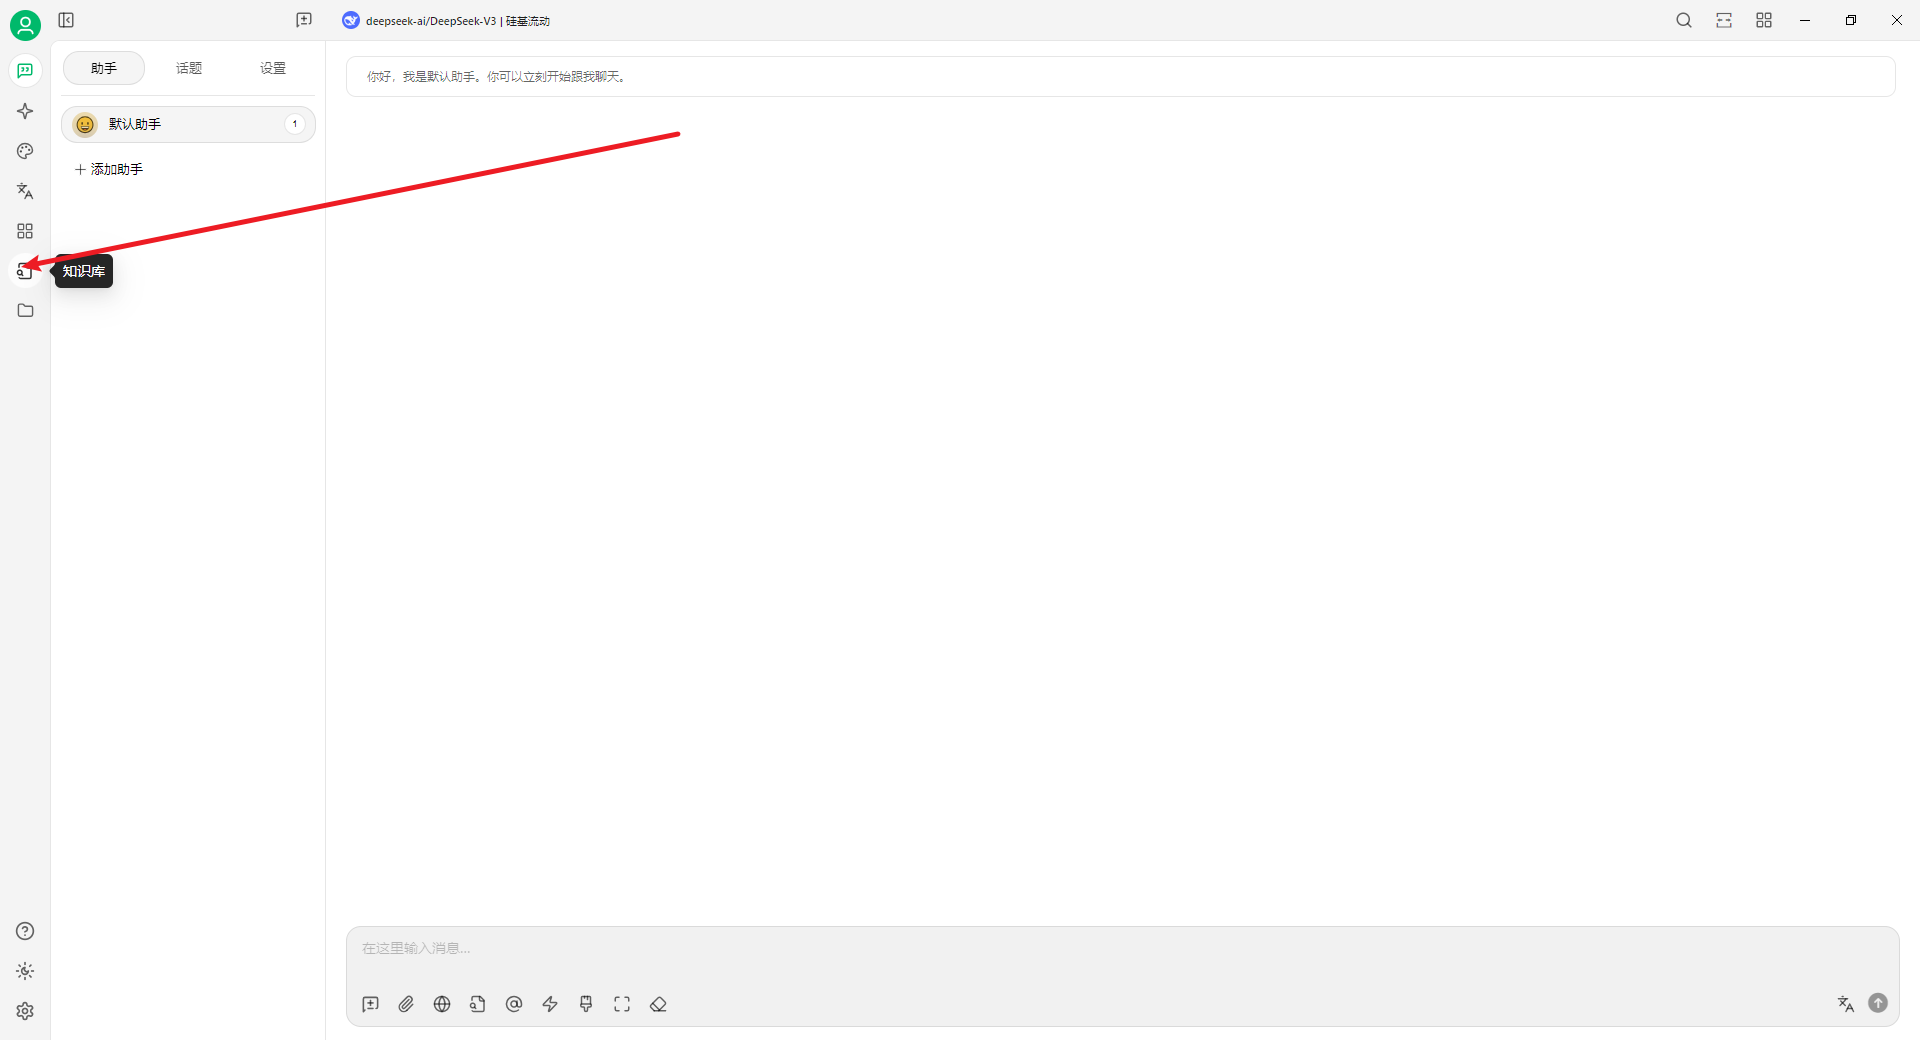 deepseek-ai/DeepSeek-V3 | 硅基流动
助手 话题 设置
你好，我是默认助手。你可以立刻开始跟我聊天。
默认助手 1
添加助手
知识库
在这里输入消息...